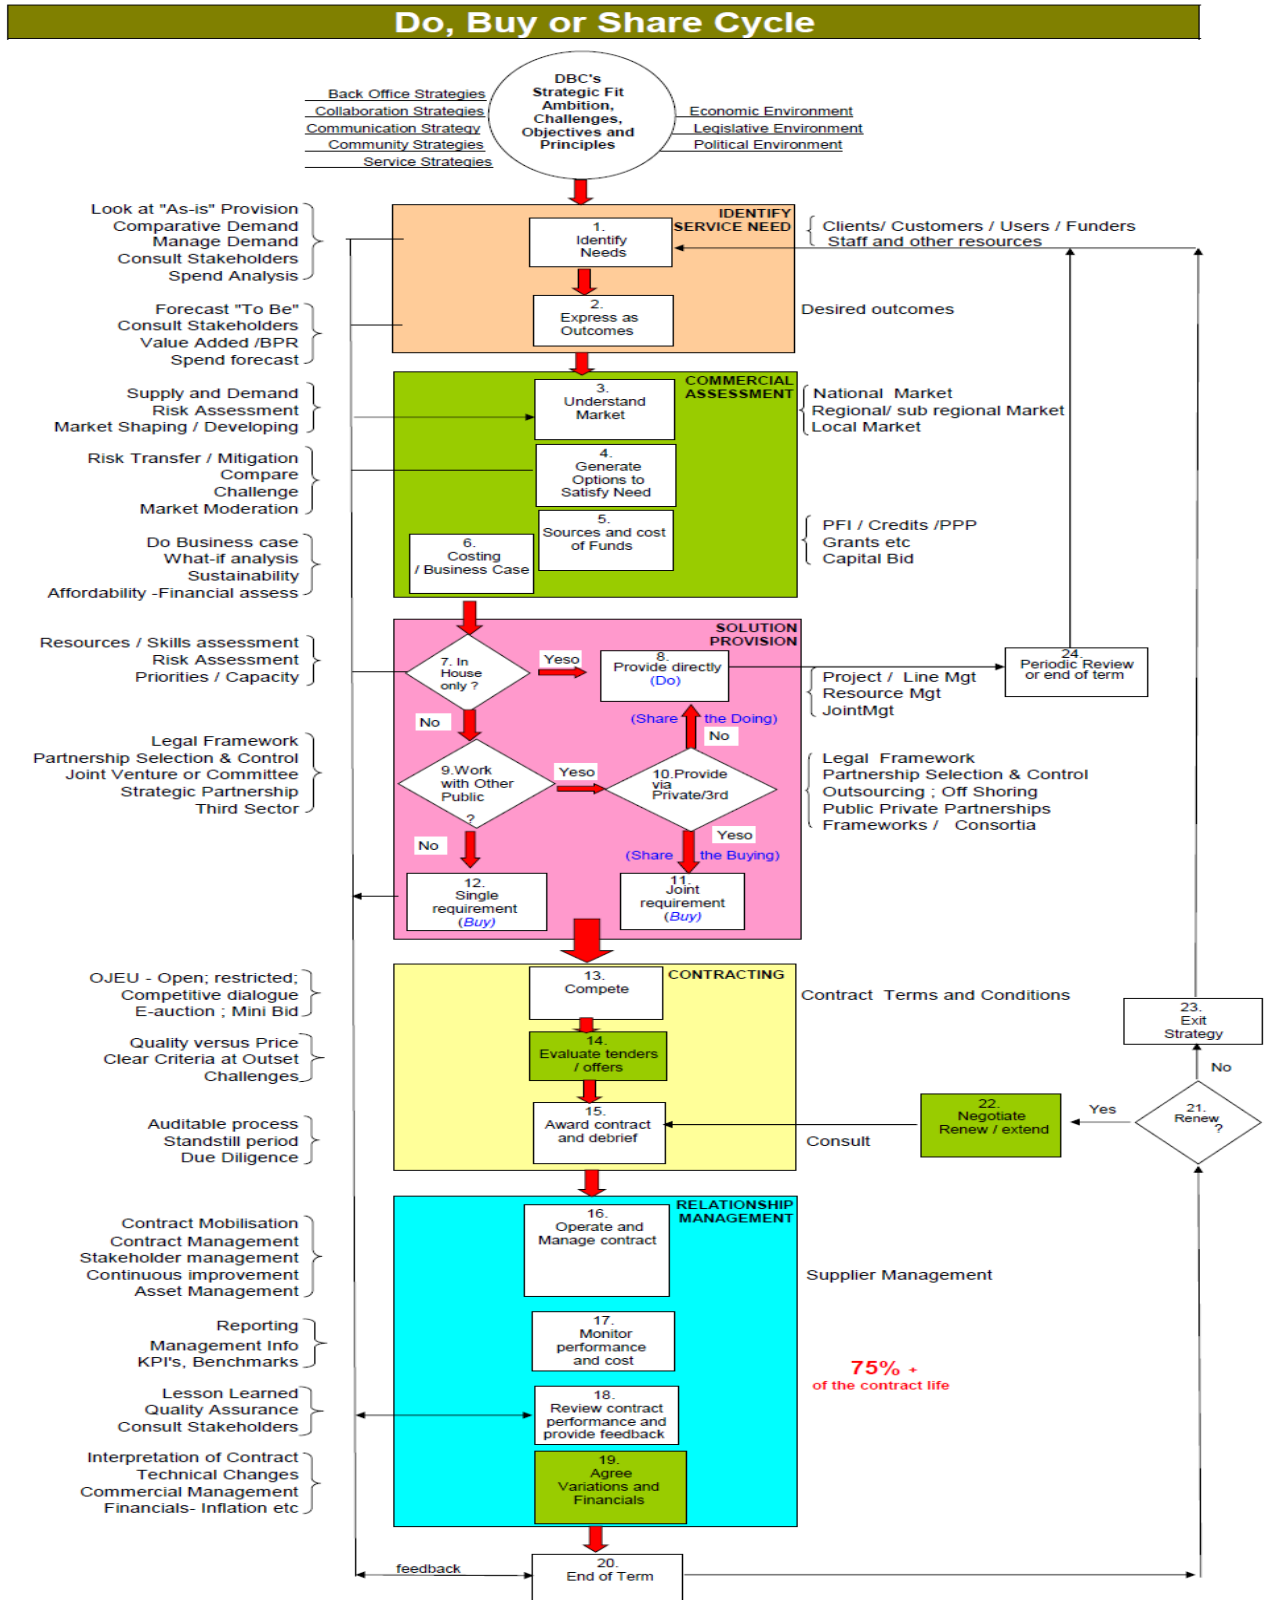 Do, Buy or Share Cycle
DBC's
Strategic Fit
Ambition,
Challenges,
Objectives and
Principles
Back Office Strategies
Collaboration Strategies
Communication Strategy
Community Strategies
Service Strategies
Economic Environment
Legislative Environment
Political Environment
Look at "As-is" Provision
Comparative Demand
Manage Demand
Consult Stakeholders
Spend Analysis
IDENTIFY
SERVICE NEED
1.
Identify
Needs
Clients/ Customers / Users / Funders
Staff and other resources
Forecast "To Be"
Consult Stakeholders
Value Added /BPR
Spend forecast
2.
Express as
Outcomes
Desired outcomes
Supply and Demand
Risk Assessment
Market Shaping / Developing
COMMERCIAL
ASSESSMENT
3.
Understand
Market
National Market
Regional/ sub regional Market
Local Market
Risk Transfer / Mitigation
Compare
Challenge
Market Moderation
4.
Generate
Options to
Satisfy Need
5.
Sources and cost
of Funds
PFI / Credits /PPP
Grants etc
Capital Bid
Do Business case
What-if analysis
Sustainability
Affordability -Financial assess
6.
Costing
/ Business Case
SOLUTION
PROVISION
Resources / Skills assessment
Risk Assessment
Priorities / Capacity
7. In
House
only ?
Yeso
8.
Provide directly
(Do)
Project / Line Mgt
Resource Mgt
JointMgt
24.
Periodic Review
or end of term
No
(Share the Doing)
No
Legal Framework
Partnership Selection & Control
Joint Venture or Committee
Strategic Partnership
Third Sector
9.Work
with Other
Public
?
Yeso
10.Provide
via
Private/3rd
Legal Framework
Partnership Selection & Control
Outsourcing ; Off Shoring
Public Private Partnerships
Frameworks / Consortia
No
Yeso
(Share the Buying)
12.
Single
requirement
(Buy)
11.
Joint
requirement
(Buy)
CONTRACTING
OJEU - Open; restricted;
Competitive dialogue
E-auction ; Mini Bid
13.
Compete
Contract Terms and Conditions
23.
Exit
Strategy
Quality versus Price
Clear Criteria at Outset
Challenges
14.
Evaluate tenders
/ offers
No
Auditable process
Standstill period
Due Diligence
15.
Award contract
and debrief
Consult
22.
Negotiate
Renew / extend
Yes
21.
Renew
?
RELATIONSHIP
MANAGEMENT
Contract Mobilisation
Contract Management
Stakeholder management
Continuous improvement
Asset Management
16.
Operate and
Manage contract
Supplier Management
Reporting
Management Info
KPI's, Benchmarks
17.
Monitor
performance
and cost
75% +
of the contract life
Lesson Learned
Quality Assurance
Consult Stakeholders
18.
Review contract
performance and
provide feedback
Interpretation of Contract
Technical Changes
Commercial Management
Financials- Inflation etc
19.
Agree
Variations and
Financials
feedback
20.
End of Term